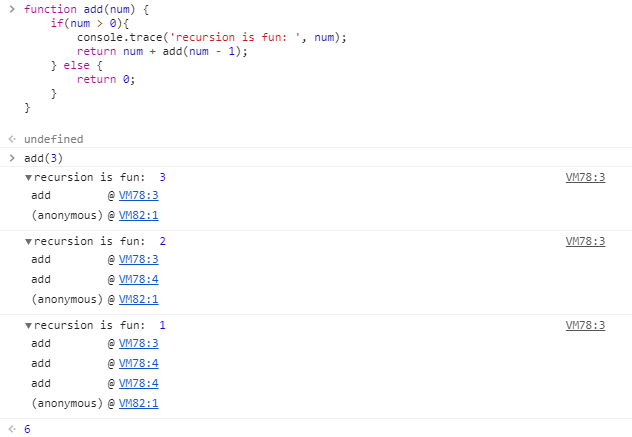 function add(num) {
if(num > 0){
console.trace('recursion is fun: ', num);
return num + add(num - 1);
} else {
return 0;
}
}
undefined
add(3)
recursion is fun: 3 VM78:3
add @ VM78:3
(anonymous) @ VM82:1
recursion is fun: 2 VM78:3
add @ VM78:3
add @ VM78:4
(anonymous) @ VM82:1
recursion is fun: 1 VM78:3
add @ VM78:3
add @ VM78:4
add @ VM78:4
(anonymous) @ VM82:1
6